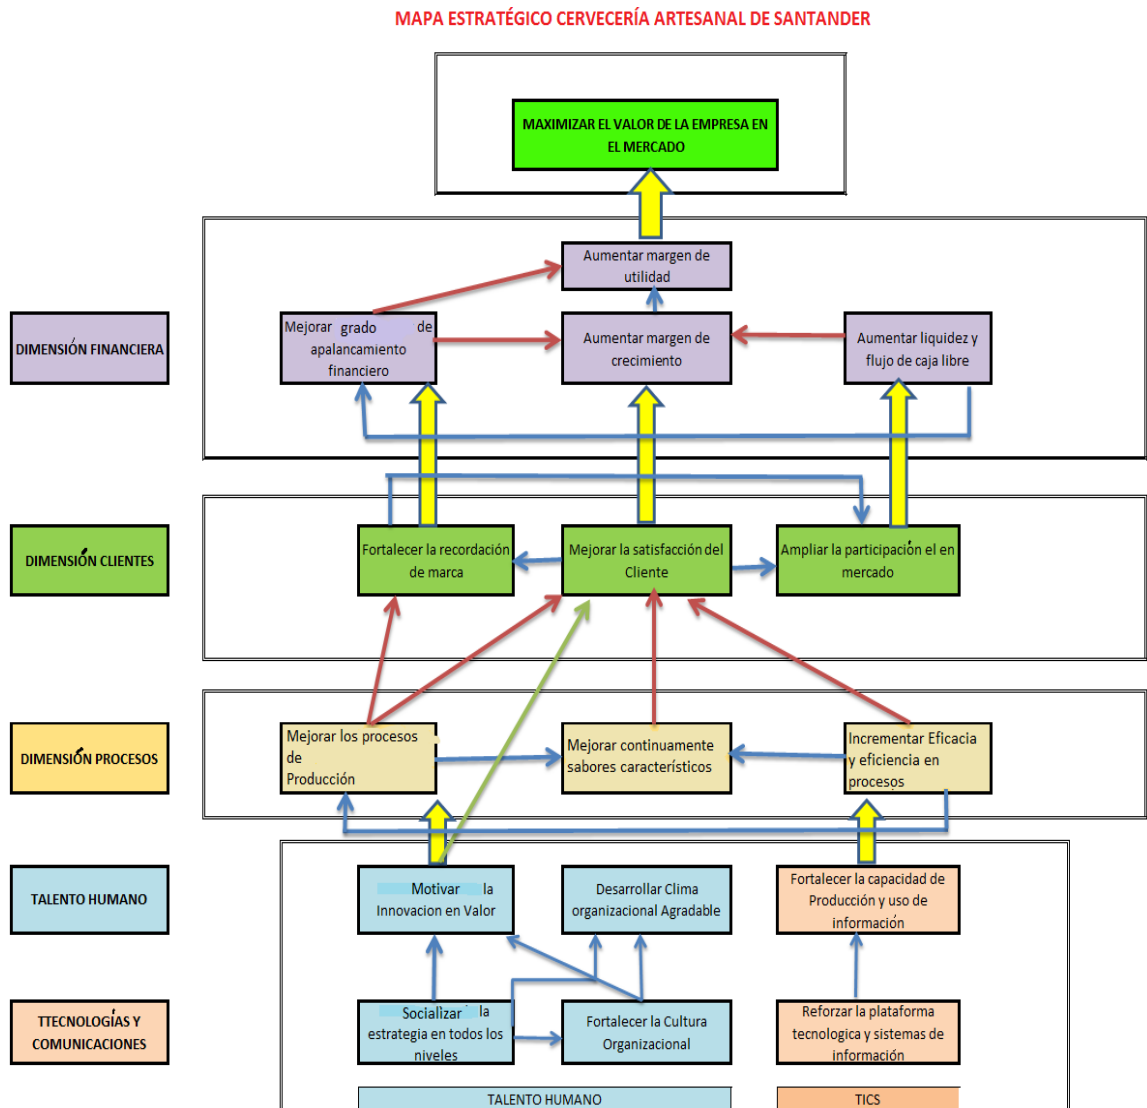 MAPA ESTRATÉGICO CERVECERÍA ARTESANAL DE SANTANDER
MAXIMIZAR EL VALOR DE LA EMPRESA EN
EL MERCADO
Aumentar margen de
utilidad
DIMENSIÓN FINANCIERA
Mejorar grado de
apalancamiento
financiero
Aumentar margen de
crecimiento
Aumentar liquidez y
flujo de caja libre
DIMENSIÓN CLIENTES
Fortalecer la recordación
de marca
Mejorar la satisfacción del
Cliente
Ampliar la participación el en
mercado
DIMENSIÓN PROCESOS
Mejorar los procesos
de
Producción
Mejorar continuamente
sabores característicos
Incrementar Eficacia
y eficiencia en
procesos
TALENTO HUMANO
Motivar la
Innovacion en Valor
Desarrollar Clima
organizacional Agradable
Fortalecer la capacidad de
Producción y uso de
información
TTECNOLOGÍAS Y
COMUNICACIONES
Socializar la
estrategia en todos los
niveles
Fortalecer la Cultura
Organizacional
Reforzar la plataforma
tecnologica y sistemas de
información
TALENTO HUMANO
TICS